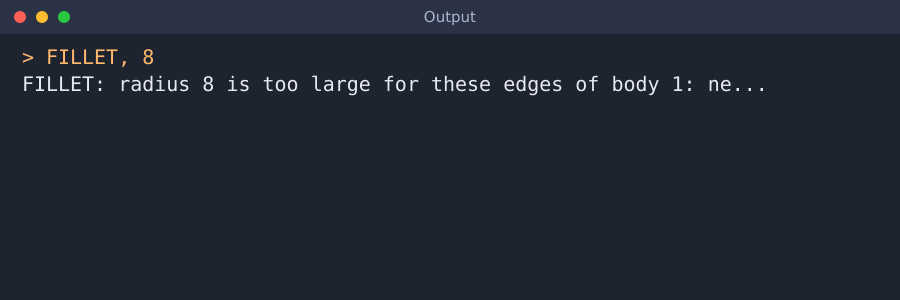 Output
> FILLET, 8
FILLET: radius 8 is too large for these edges of body 1: ne...